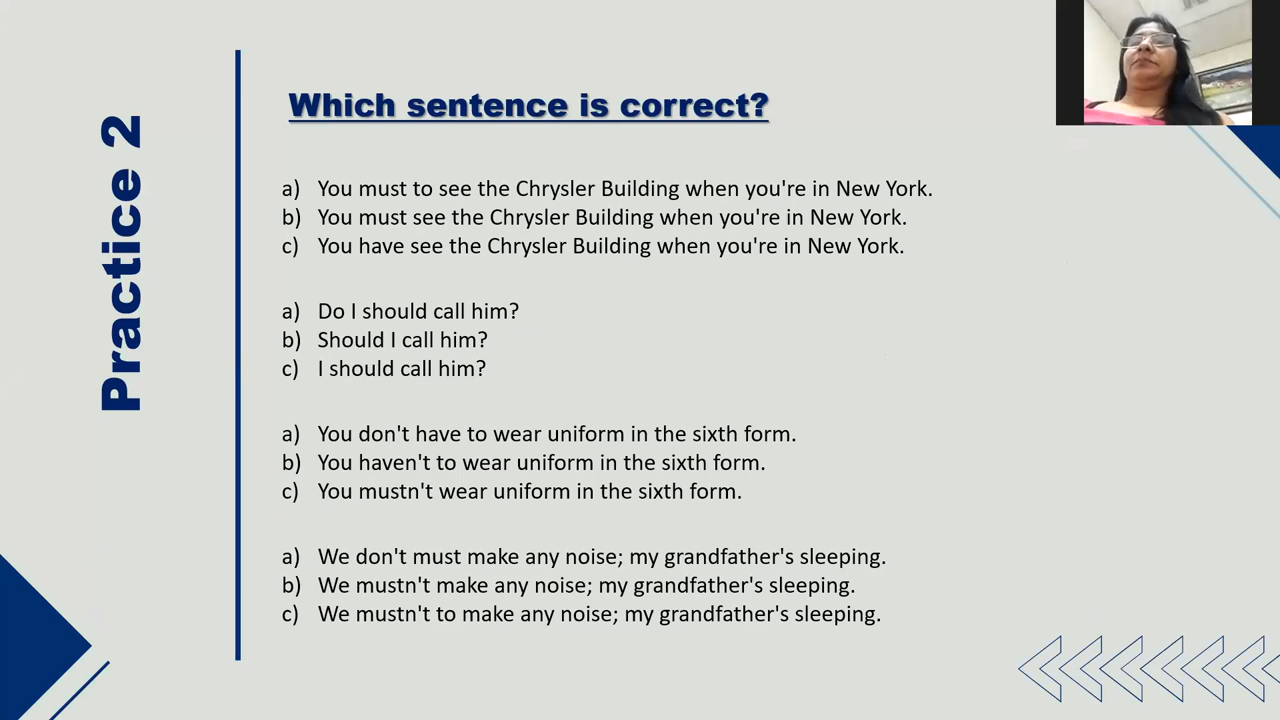 Practice 2
Which sentence is correct?
a) You must to see the Chrysler Building when you're in New York.
b) You must see the Chrysler Building when you're in New York.
c) You have see the Chrysler Building when you're in New York.
a) Do I should call him?
b) Should I call him?
c) I should call him?
a) You don't have to wear uniform in the sixth form.
b) You haven't to wear uniform in the sixth form.
c) You mustn't wear uniform in the sixth form.
a) We don't must make any noise; my grandfather's sleeping.
b) We mustn't make any noise; my grandfather's sleeping.
c) We mustn't to make any noise; my grandfather's sleeping.